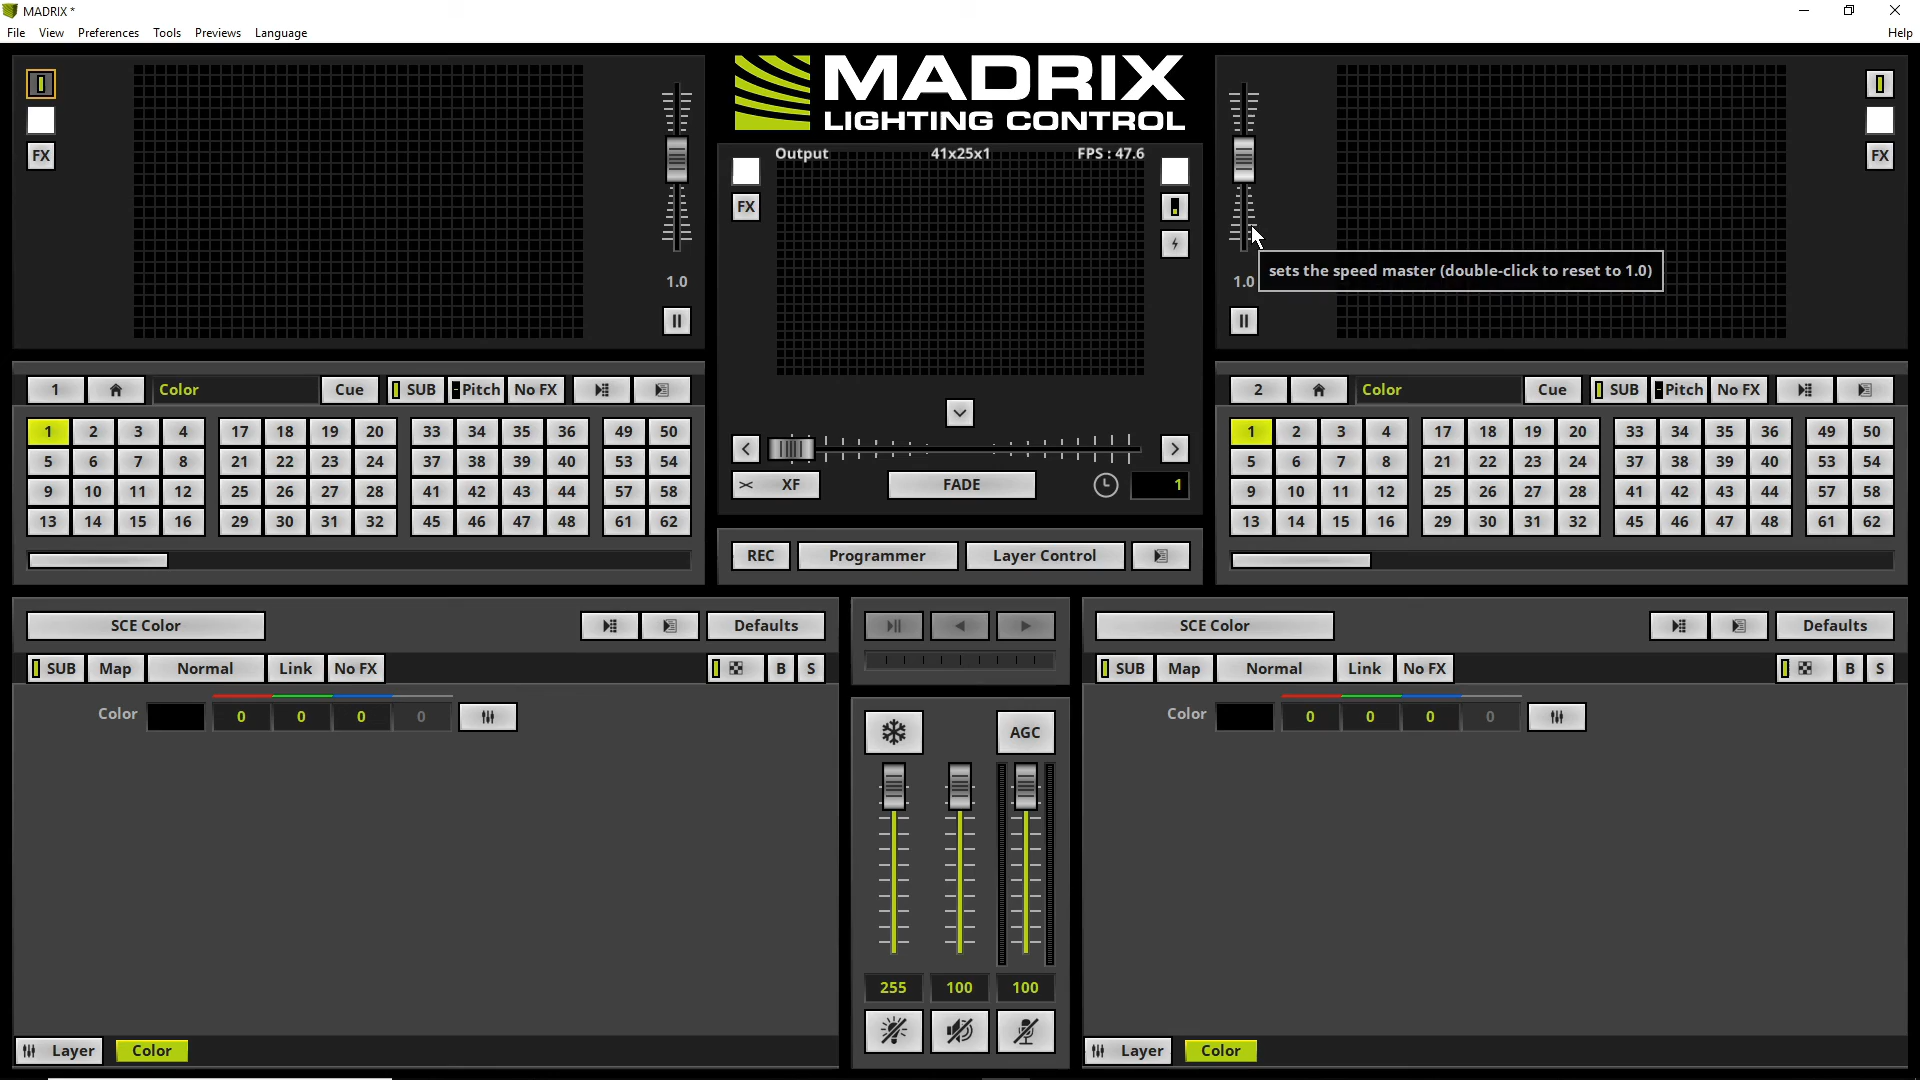 MADRIX *
File View Preferences Tools Previews Language Help
MADRIX
LIGHTING CONTROL
Output 41x25x1 FPS : 47.6
FX
FX
FX
1.0
1.0
sets the speed master (double-click to reset to 1.0)
1 Color Cue SUB Pitch No FX
1 2 3 4 17 18 19 20 33 34 35 36 49 50
5 6 7 8 21 22 23 24 37 38 39 40 53 54
9 10 11 12 25 26 27 28 41 42 43 44 57 58
13 14 15 16 29 30 31 32 45 46 47 48 61 62
XF FADE 1
REC Programmer Layer Control
2 Color Cue SUB Pitch No FX
1 2 3 4 17 18 19 20 33 34 35 36 49 50
5 6 7 8 21 22 23 24 37 38 39 40 53 54
9 10 11 12 25 26 27 28 41 42 43 44 57 58
13 14 15 16 29 30 31 32 45 46 47 48 61 62
SCE Color Defaults
SUB Map Normal Link No FX B S
Color 0 0 0 0
Layer Color
AGC
255 100 100
SCE Color Defaults
SUB Map Normal Link No FX B S
Color 0 0 0 0
Layer Color